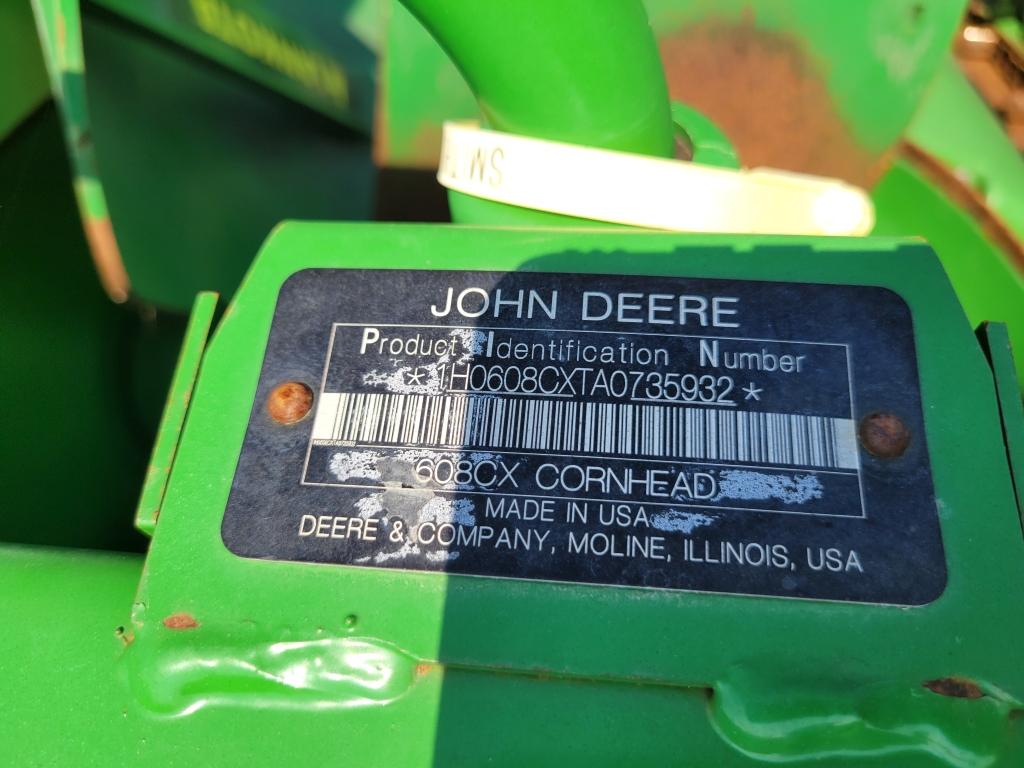 JOHN DEERE
Product Identification Number
*1H0608CXTA0735932*
608CX CORNHEAD
MADE IN USA
DEERE & COMPANY, MOLINE, ILLINOIS, USA